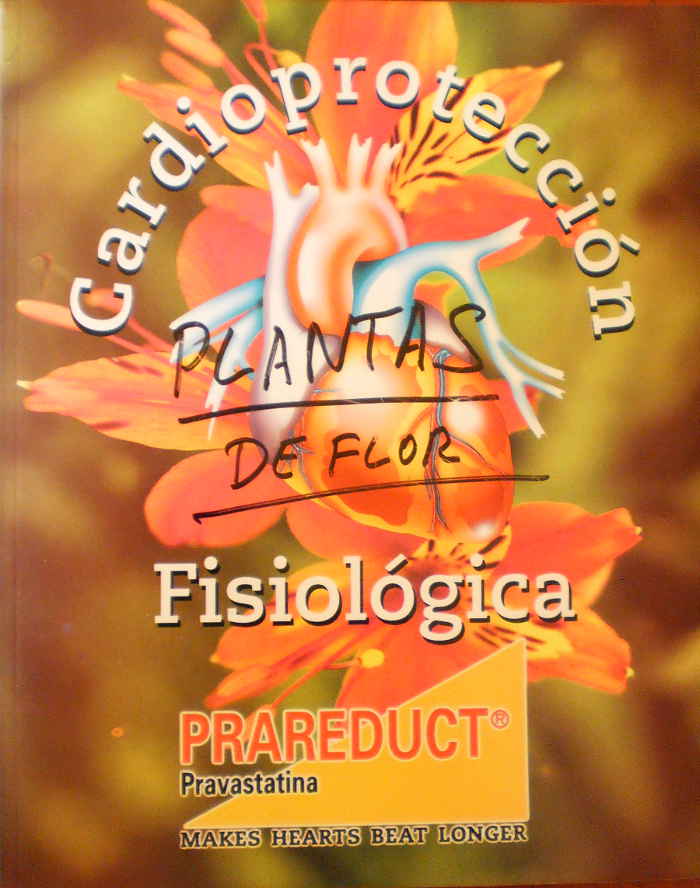 Cardioprotección
PLANTAS
DE FLOR
Fisiológica
PRAREDUCT®
Pravastatina
MAKES HEARTS BEAT LONGER